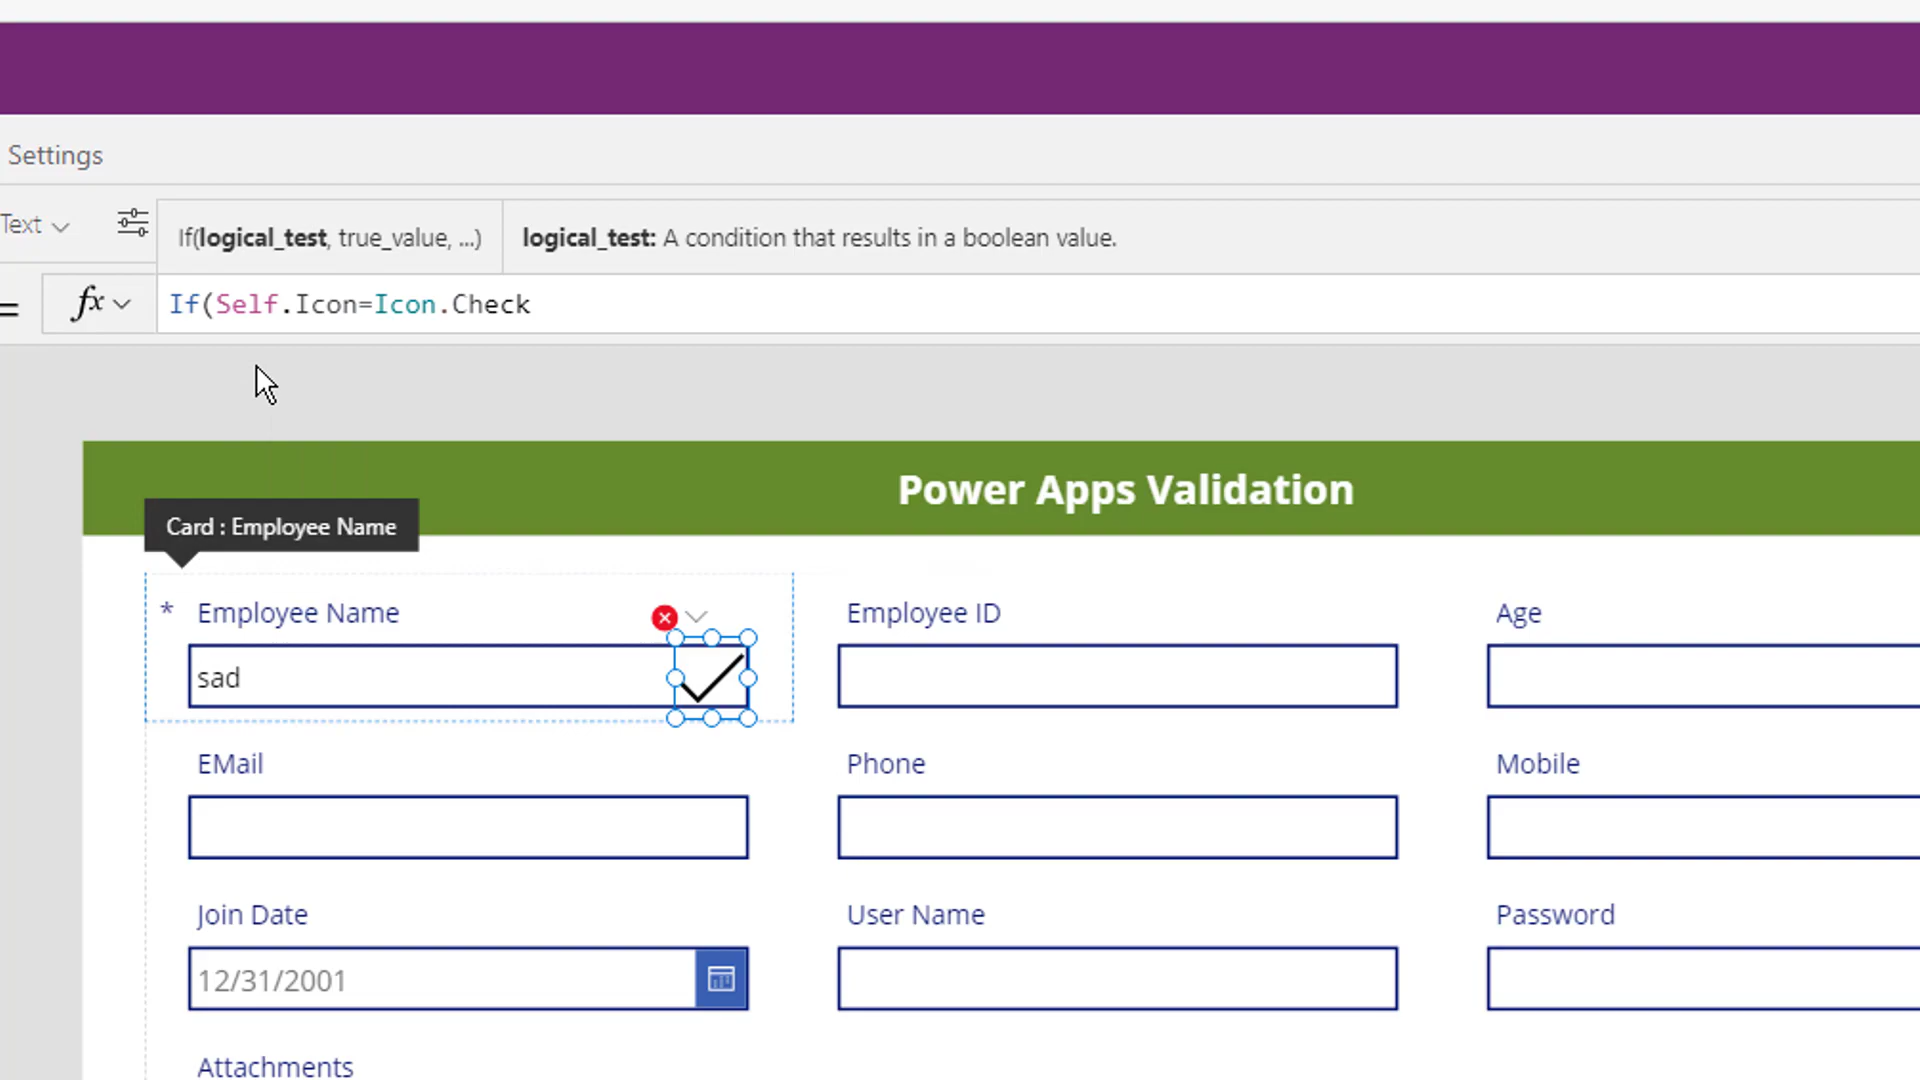 Settings
Text
If(logical_test, true_value, ...)
logical_test: A condition that results in a boolean value.
= fx If(Self.Icon=Icon.Check
Power Apps Validation
Card : Employee Name
* Employee Name Employee ID Age
sad
EMail Phone Mobile
Join Date User Name Password
12/31/2001
Attachments